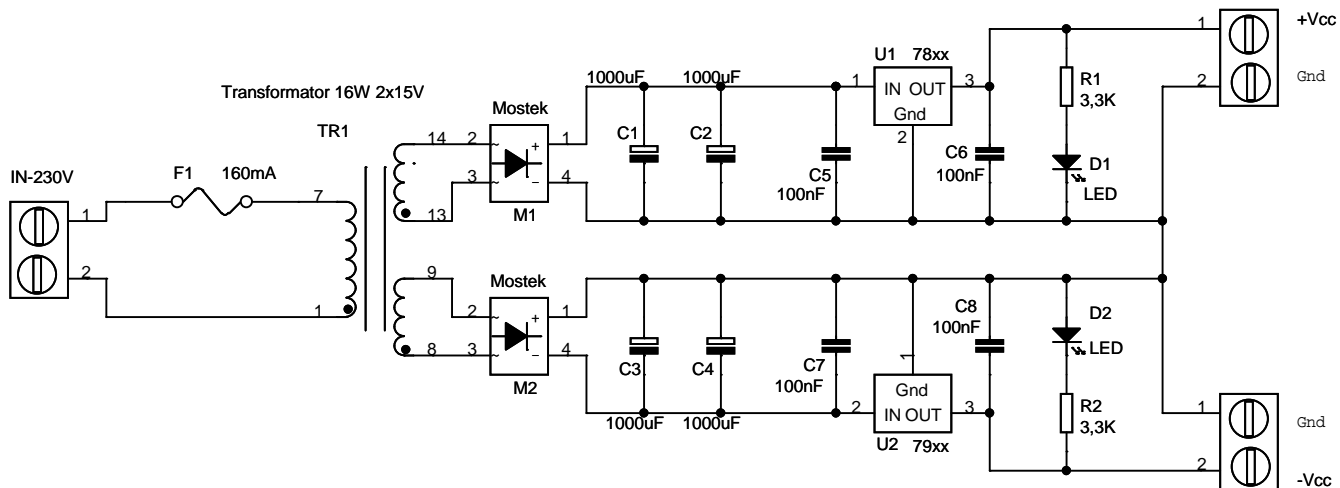 +Vcc
1
U1 78xx
1000uF
1000uF
1
IN OUT
3
Gnd
2
R1
3,3K
2
Gnd
Transformator 16W 2x15V
TR1
Mostek
14
2
~
+
1
C1
C2
C5
100nF
C6
100nF
D1
LED
IN-230V
F1
160mA
7
3
~
−
4
13
M1
1
2
9
Mostek
1
2
~
+
1
C8
100nF
D2
LED
8
3
~
−
4
C3
C4
C7
100nF
1
M2
Gnd
1000uF
1000uF
2
IN OUT
3
U2 79xx
R2
3,3K
1
Gnd
2
-Vcc